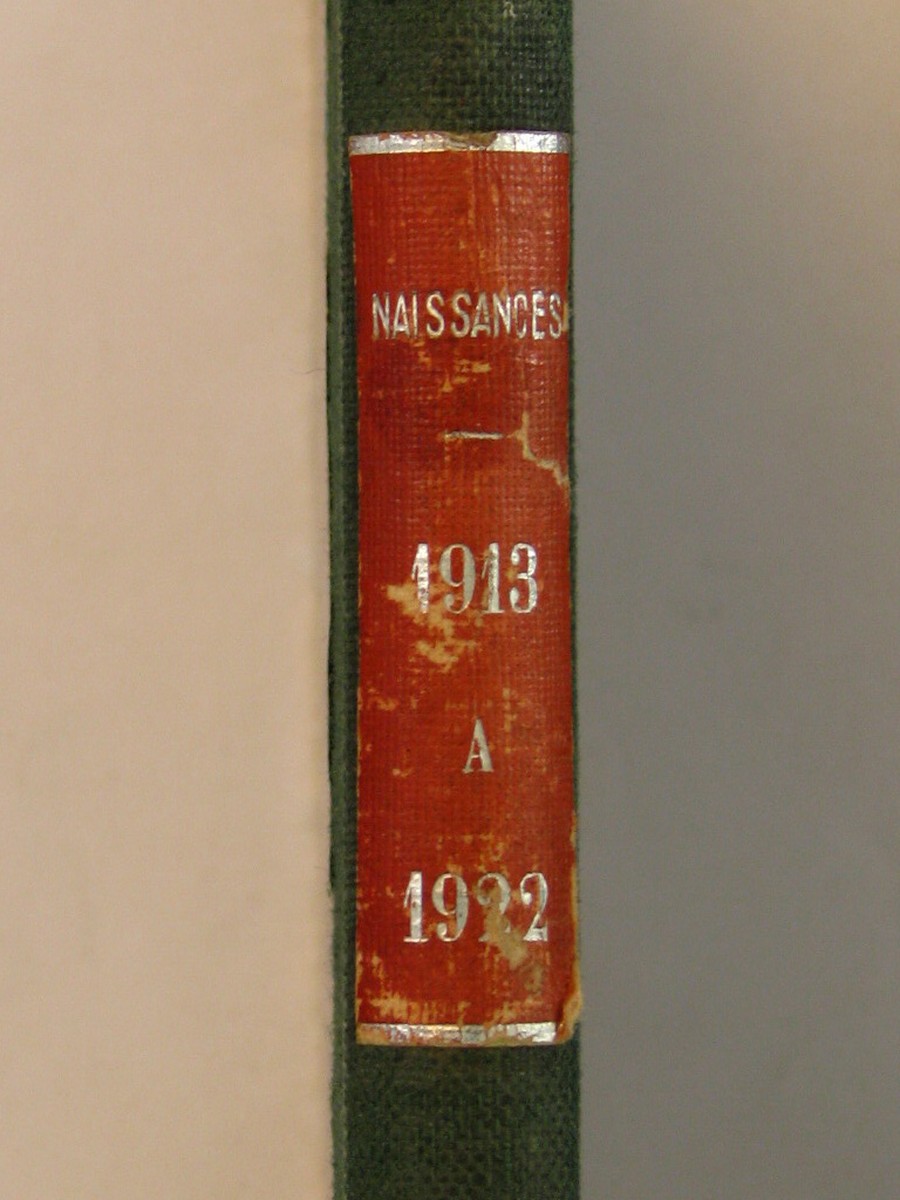 NAISSANCES
—
1913
A
1922